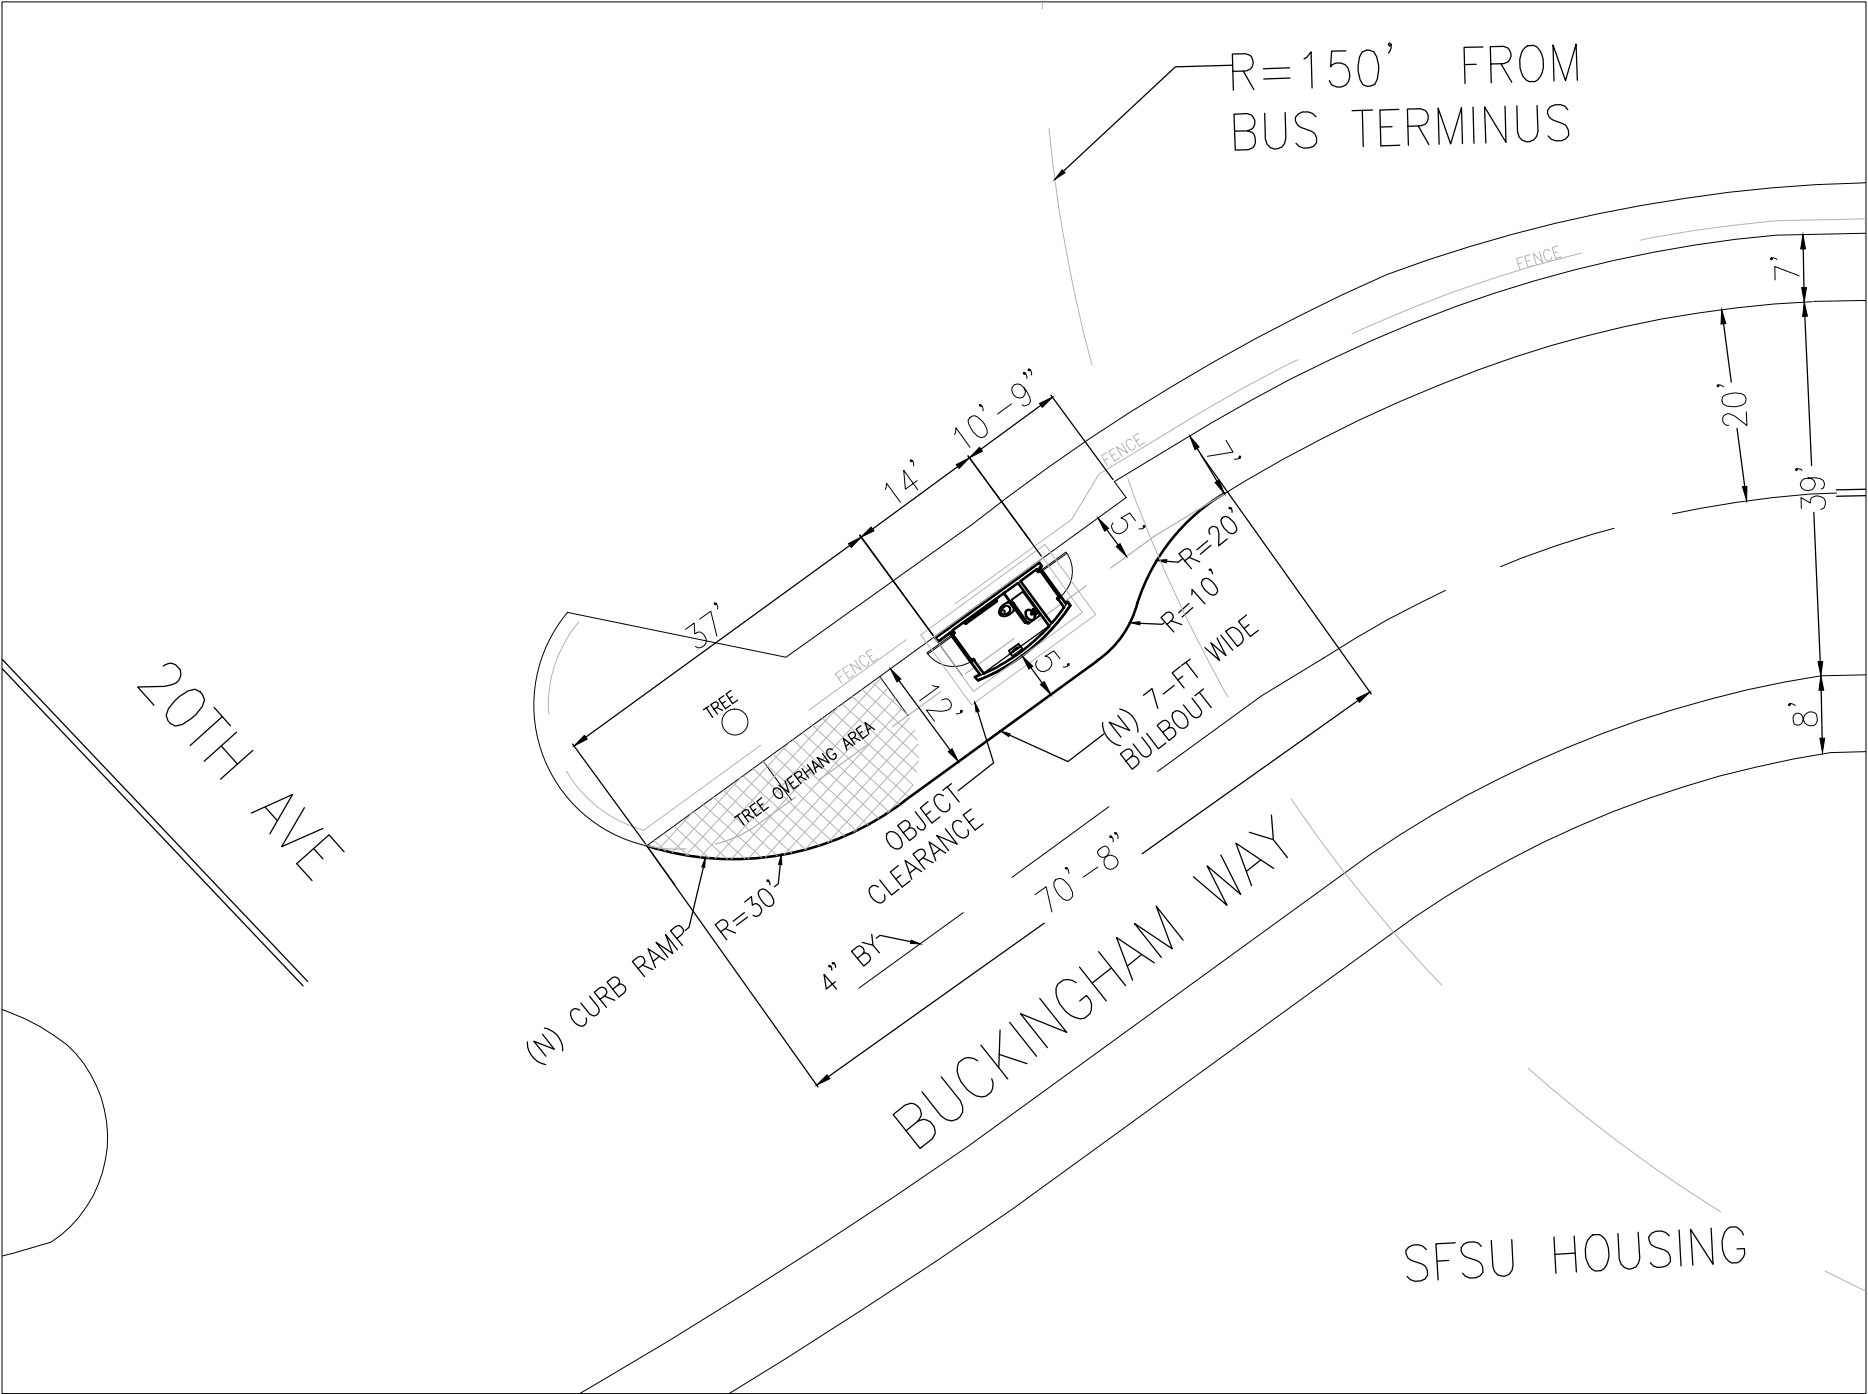 R=150' FROM
BUS TERMINUS
FENCE
7'
20'
39'
8'
10'-9"
14'
37'
FENCE
7'
5'
R=20'
R=10'
20TH AVE
TREE
FENCE
12'
5'
(N) 7-FT WIDE
BULBOUT
TREE OVERHANG AREA
OBJECT
CLEARANCE
R=30'
(N) CURB RAMP
4" BY
70'-8"
BUCKINGHAM WAY
SFSU HOUSING